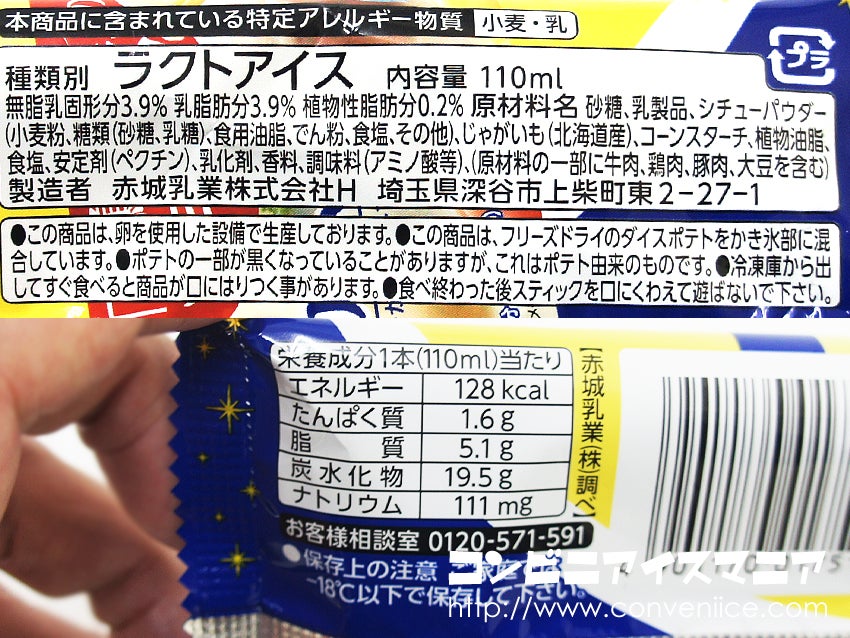 本商品に含まれている特定アレルギー物質 小麦・乳
プラ
種類別 ラクトアイス 内容量 110ml
無脂乳固形分3.9% 乳脂肪分3.9% 植物性脂肪分0.2% 原材料名 砂糖、乳製品、シチューパウダー
(小麦粉、糖類(砂糖、乳糖)、食用油脂、でん粉、食塩、その他)、じゃがいも(北海道産)、コーンスターチ、植物油脂、
食塩、安定剤(ペクチン)、乳化剤、香料、調味料(アミノ酸等)、(原材料の一部に牛肉、鶏肉、豚肉、大豆を含む)
製造者 赤城乳業株式会社H 埼玉県深谷市上柴町東2-27-1
●この商品は、卵を使用した設備で生産しております。●この商品は、フリーズドライのダイスポテトをかき氷部に混
合しています。●ポテトの一部が黒くなっていることがありますが、これはポテト由来のものです。●冷凍庫から出
してすぐ食べると商品が口にはりつく事があります。●食べ終わった後スティックを口にくわえて遊ばないで下さい。
栄養成分1本(110ml)当たり
エネルギー 128kcal
たんぱく質 1.6g
脂質 5.1g
炭水化物 19.5g
ナトリウム 111mg
【赤城乳業(株)調べ】
お客様相談室 0120-571-591
●保存上の注意 ご家庭では
-18℃以下で保存して下さい。
コンビニアイスマニア
http://www.conveniice.com/